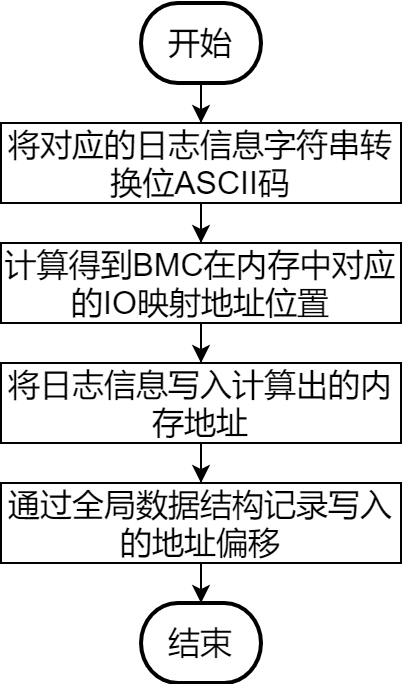 开始
将对应的日志信息字符串转
换位ASCII码
计算得到BMC在内存中对应
的IO映射地址位置
将日志信息写入计算出的内
存地址
通过全局数据结构记录写入
的地址偏移
结束